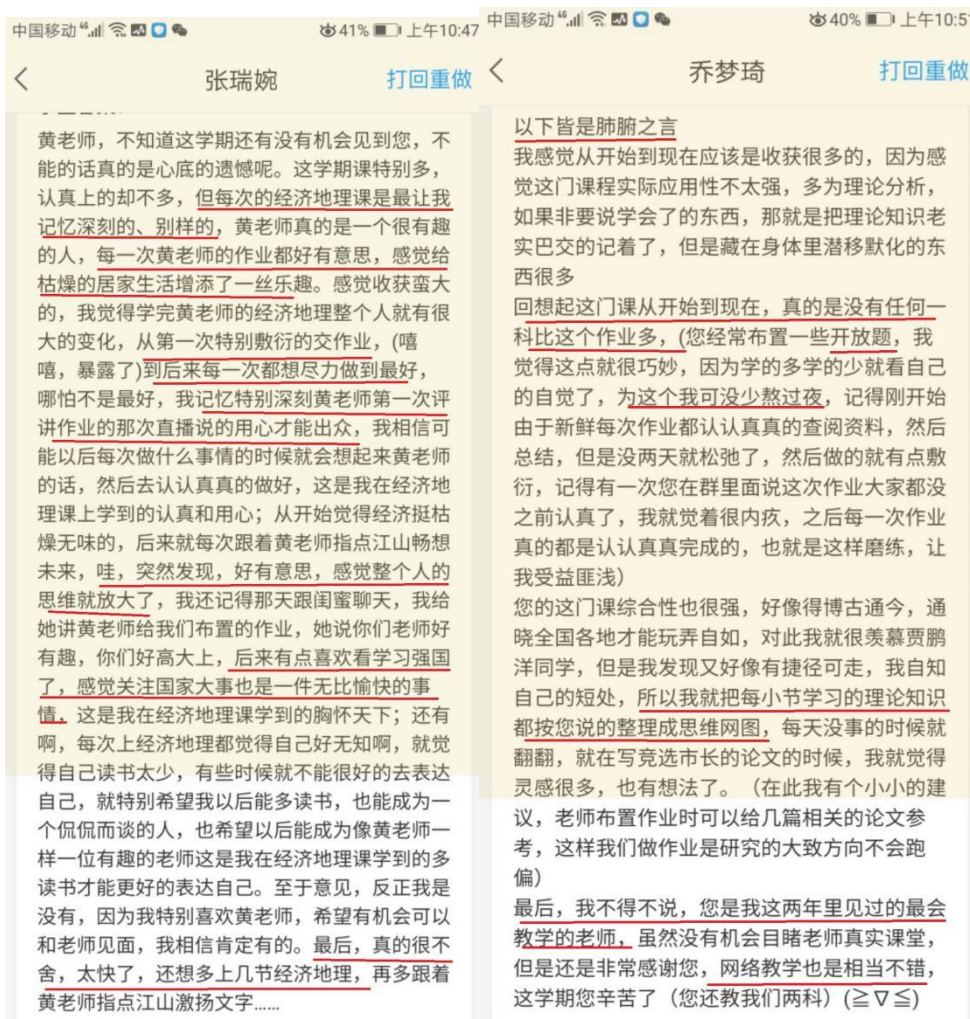 中国移动 46 41% 上午10:47
张瑞婉
打回重做
黄老师，不知道这学期还有没有机会见到您，不
能的话真的是心底的遗憾呢。这学期课特别多，
认真上的却不多，但每次的经济地理课是最让我
记忆深刻的、别样的，黄老师真的是一个很有趣
的人，每一次黄老师的作业都好有意思，感觉给
枯燥的居家生活增添了一丝乐趣。感觉收获蛮大
的，我觉得学完黄老师的经济地理整个人就有很
大的变化，从第一次特别敷衍的交作业，(嘻
嘻，暴露了)到后来每一次都想尽力做到最好，
哪怕不是最好，我记忆特别深刻黄老师第一次评
讲作业的那次直播说的用心才能出众，我相信可
能以后每次做什么事情的时候就会想起来黄老师
的话，然后去认认真真的做好，这是我在经济地
理课上学到的认真和用心；从开始觉得经济挺枯
燥无味的，后来就每次跟着黄老师指点江山畅想
未来，哇，突然发现，好有意思，感觉整个人的
思维就放大了，我还记得那天跟闺蜜聊天，我给
她讲黄老师给我们布置的作业，她说你们老师好
有趣，你们好高大上，后来有点喜欢看学习强国
了，感觉关注国家大事也是一件无比愉快的事
情，这是我在经济地理课学到的胸怀天下；还有
啊，每次上经济地理都觉得自己好无知啊，就觉
得自己读书太少，有些时候就不能很好的去表达
自己，就特别希望我以后能多读书，也能成为一
个侃侃而谈的人，也希望以后能成为像黄老师一
样一位有趣的老师这是我在经济地理课学到的多
读书才能更好的表达自己。至于意见，反正我是
没有，因为我特别喜欢黄老师，希望有机会可以
和老师见面，我相信肯定有的。最后，真的很不
舍，太快了，还想多上几节经济地理，再多跟着
黄老师指点江山激扬文字......
中国移动 46 40% 上午10:51
乔梦琦
打回重做
以下皆是肺腑之言
我感觉从开始到现在应该是收获很多的，因为感
觉这门课程实际应用性不太强，多为理论分析，
如果非要说学会了的东西，那就是把理论知识老
实巴交的记着了，但是藏在身体里潜移默化的东
西很多
回想起这门课从开始到现在，真的是没有任何一
科比这个作业多，(您经常布置一些开放题，我
觉得这点就很巧妙，因为学的多学的少就看自己
的自觉了，为这个我可没少熬过夜，记得刚开始
由于新鲜每次作业都认认真真的查阅资料，然后
总结，但是没两天就松弛了，然后做的就有点敷
衍，记得有一次您在群里面说这次作业大家都没
之前认真了，我就觉着很内疚，之后每一次作业
真的都是认认真真完成的，也就是这样磨练，让
我受益匪浅）
您的这门课综合性也很强，好像得博古通今，通
晓全国各地才能玩弄自如，对此我就很羡慕贾鹏
洋同学，但是我发现又好像有捷径可走，我自知
自己的短处，所以我就把每小节学习的理论知识
都按您说的整理成思维网图，每天没事的时候就
翻翻，就在写竞选市长的论文的时候，我就觉得
灵感很多，也有想法了。（在此我有个小小的建
议，老师布置作业时可以给几篇相关的论文参
考，这样我们做作业是研究的大致方向不会跑
偏）
最后，我不得不说，您是我这两年里见过的最会
教学的老师，虽然没有机会目睹老师真实课堂，
但是还是非常感谢您，网络教学也是相当不错，
这学期您辛苦了（您还教我们两科）(≧∇≦)